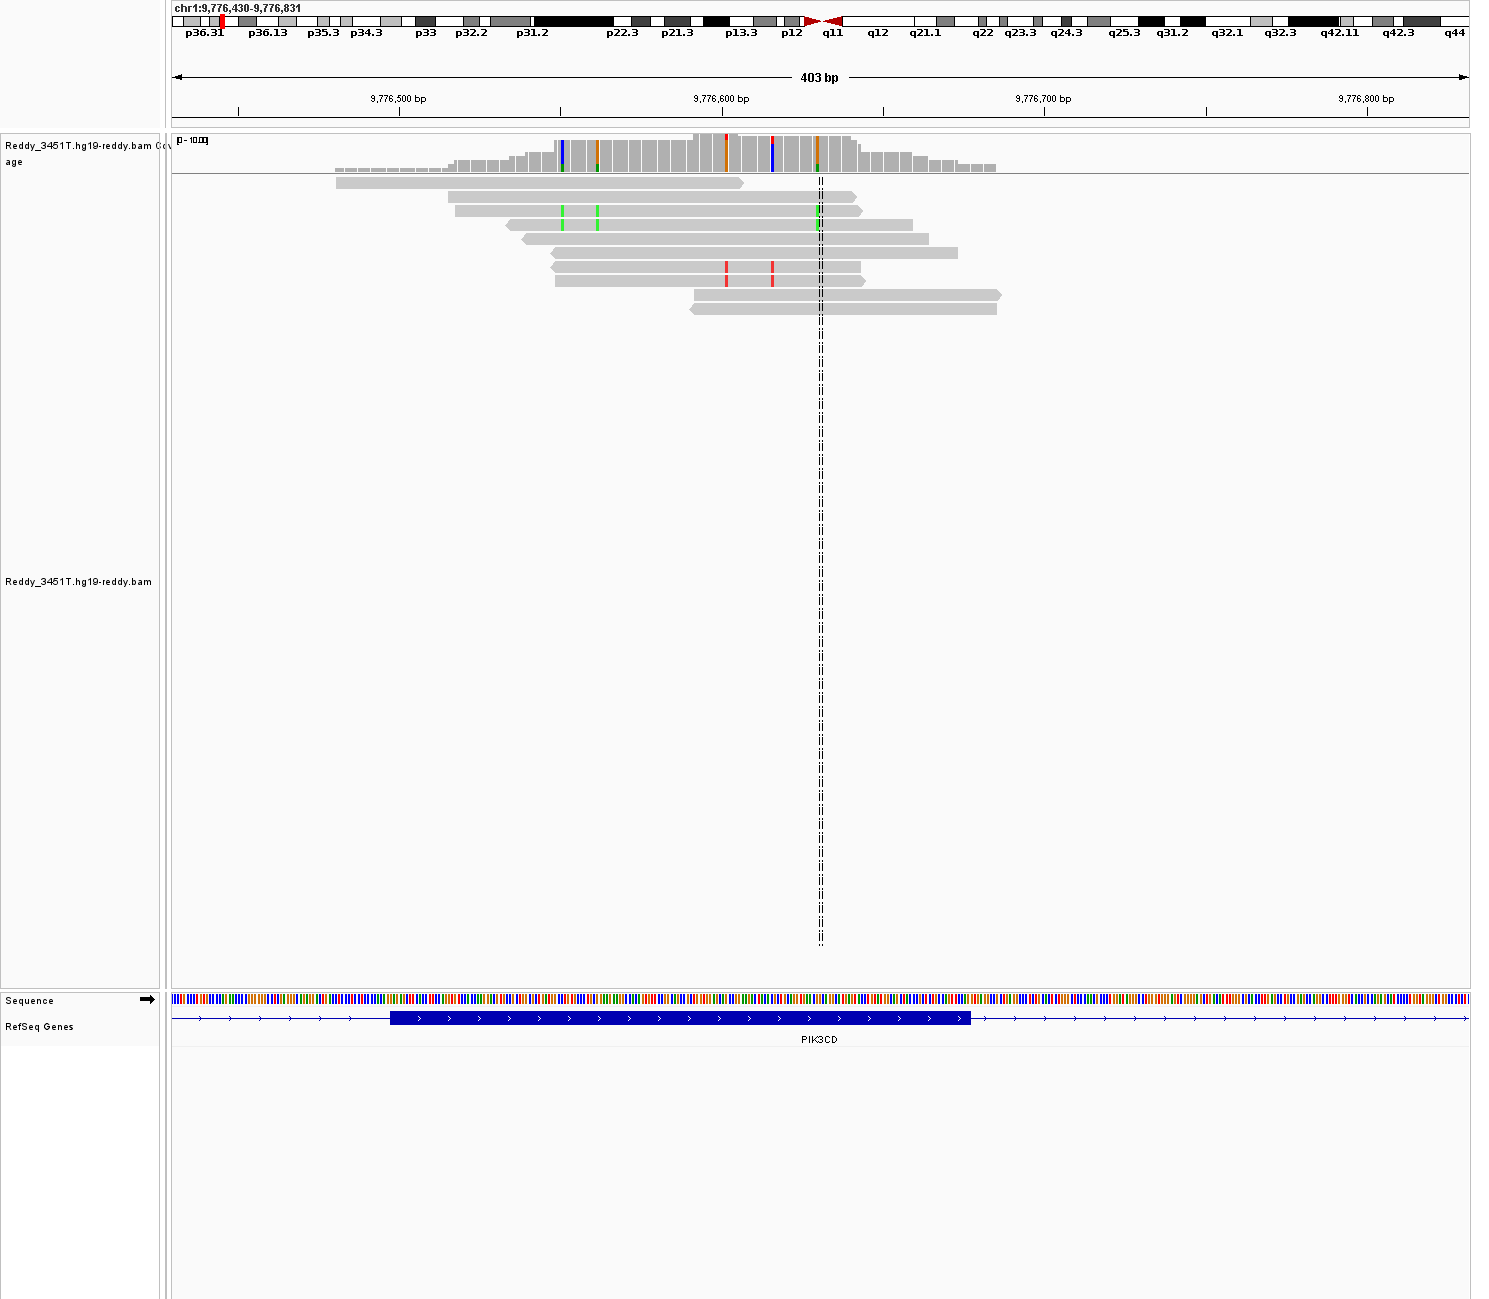 chr1:9,776,430-9,776,831
p36.31 p36.13 p35.3 p34.3 p33 p32.2 p31.2 p22.3 p21.3 p13.3 p12 q11 q12 q21.1 q22 q23.3 q24.3 q25.3 q31.2 q32.1 q32.3 q42.11 q42.3 q44
403 bp
9,776,500 bp 9,776,600 bp 9,776,700 bp 9,776,800 bp
Reddy_3451T.hg19-reddy.bam Cov
age
[0 - 10.00]
Reddy_3451T.hg19-reddy.bam
Sequence
RefSeq Genes
PIK3CD